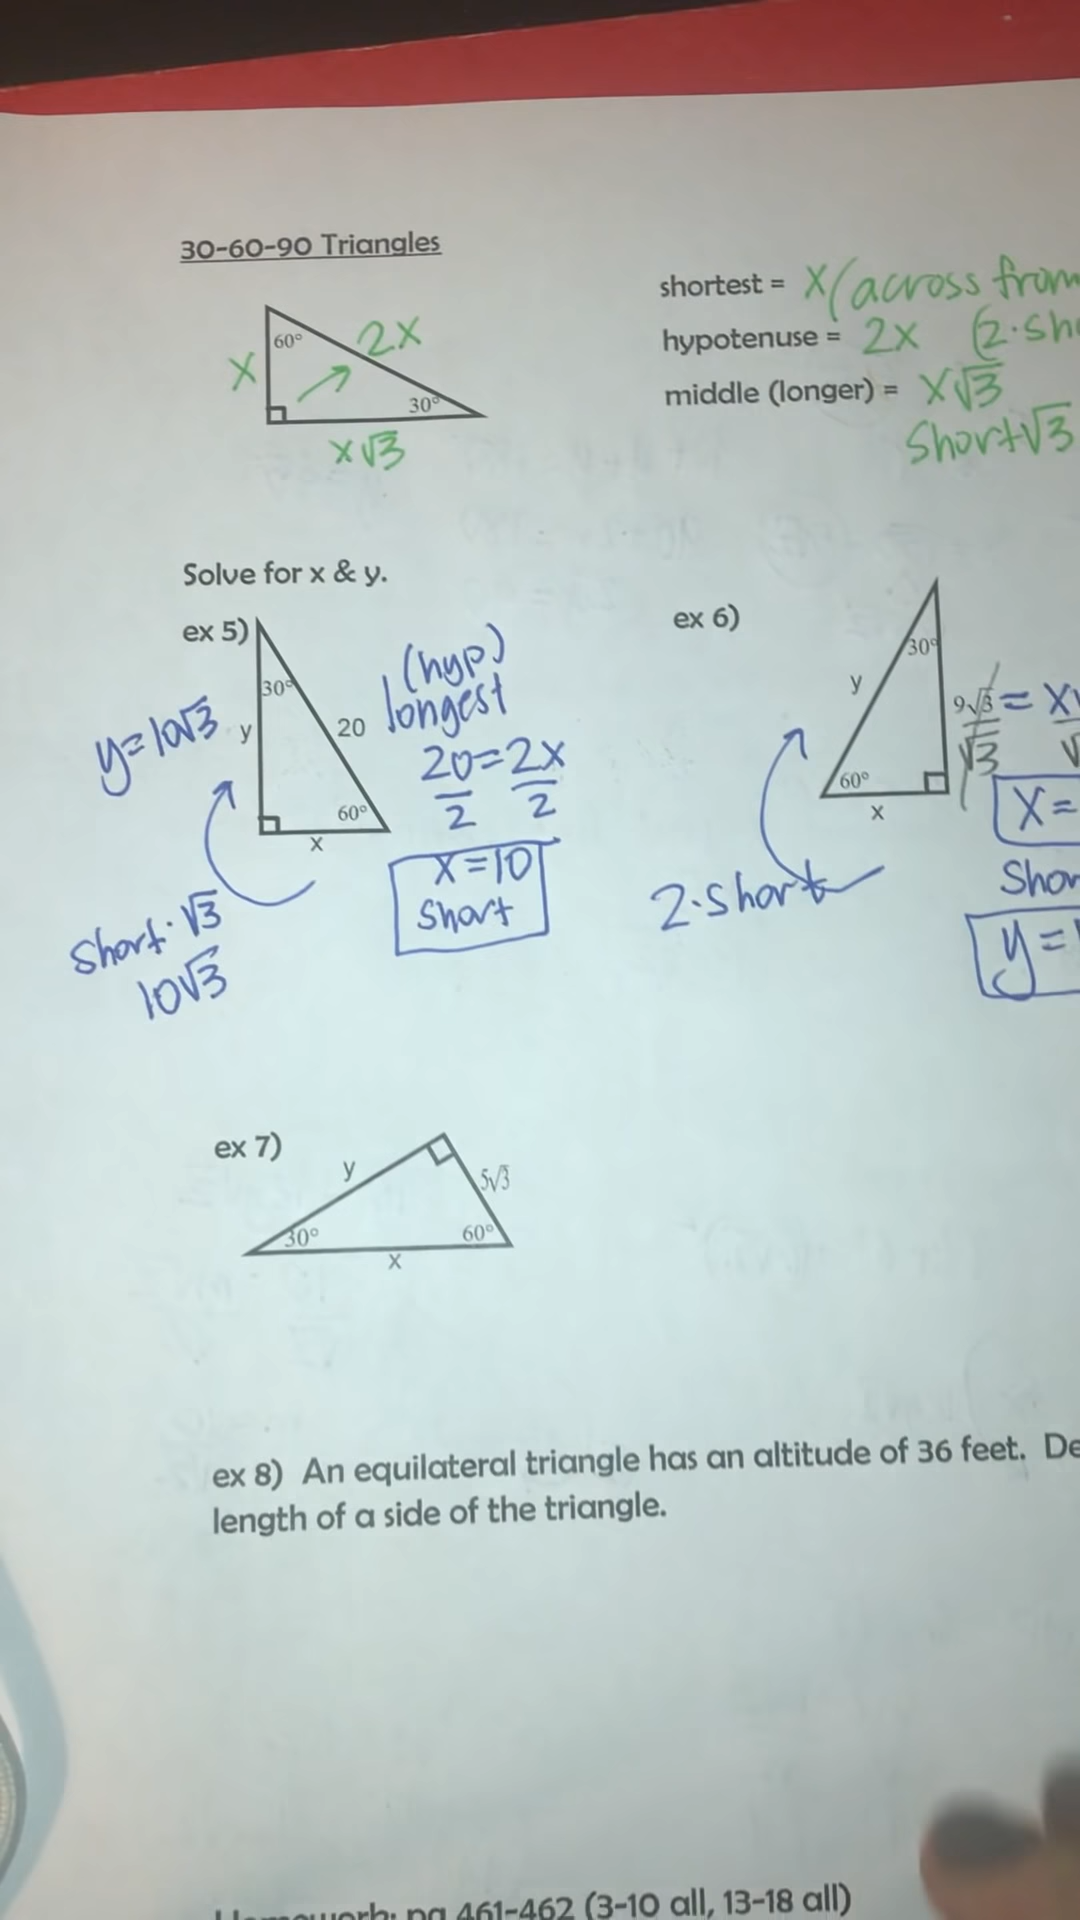 30-60-90 Triangles
60°
2x
x
30°
x√3
shortest = x (across from
hypotenuse = 2x (2·sh
middle (longer) = x√3
Short√3
Solve for x & y.
ex 5)
30°
y
20
60°
x
y=10√3
(hyp)
longest
20=2x
2 2
x=10
Short
Short·√3
10√3
ex 6)
30°
y
9√3 = x
√3 √
60°
x
x=
Shor
2·short
y=
ex 7)
y
5√3
30°
60°
x
ex 8) An equilateral triangle has an altitude of 36 feet. De
length of a side of the triangle.
Homework: pg 461-462 (3-10 all, 13-18 all)